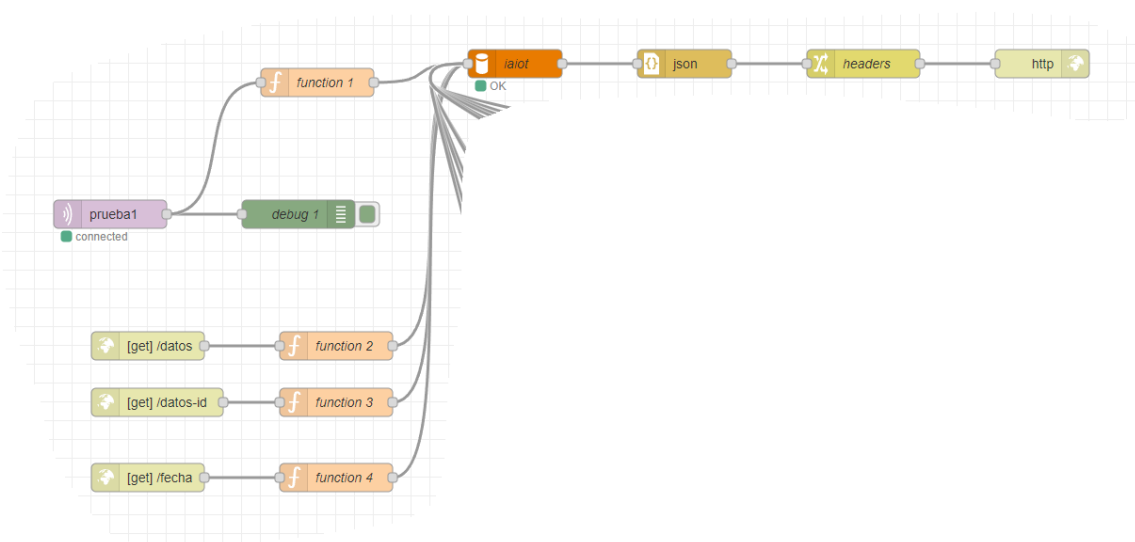 iaiot
json
headers
http
OK
function 1
prueba1
debug 1
connected
[get] /datos
function 2
[get] /datos-id
function 3
[get] /fecha
function 4